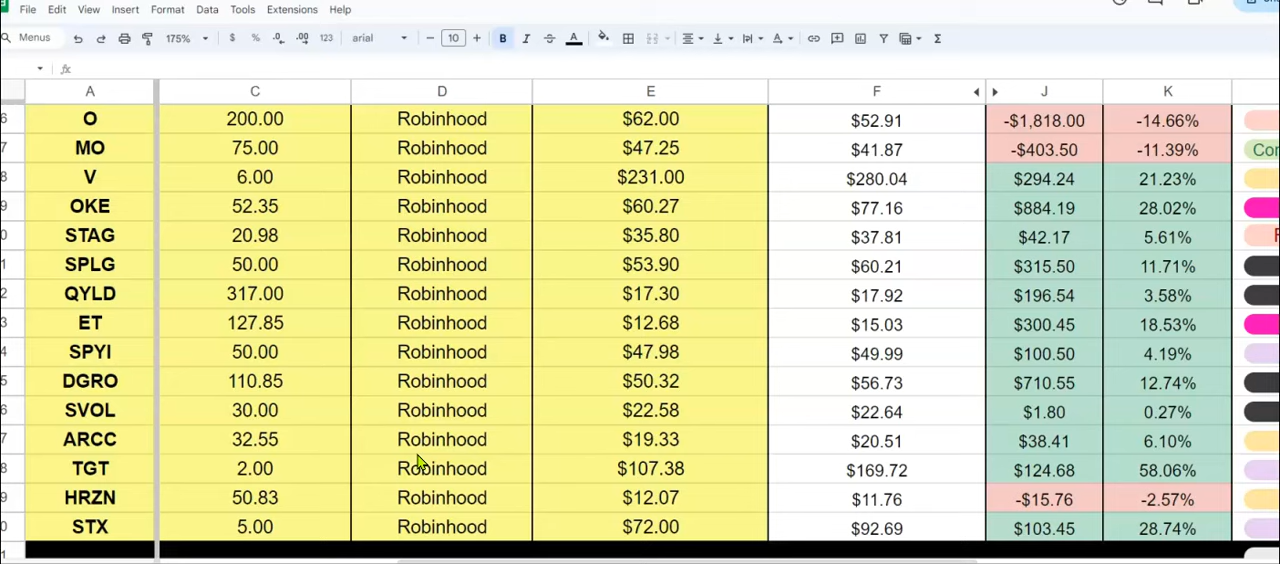 File Edit View Insert Format Data Tools Extensions Help
Menus 175% $ % .0 .00 123 arial - 10 + B I S A Σ
fx
A C D E F J K
6 O 200.00 Robinhood $62.00 $52.91 -$1,818.00 -14.66%
7 MO 75.00 Robinhood $47.25 $41.87 -$403.50 -11.39% Cor
8 V 6.00 Robinhood $231.00 $280.04 $294.24 21.23%
9 OKE 52.35 Robinhood $60.27 $77.16 $884.19 28.02%
0 STAG 20.98 Robinhood $35.80 $37.81 $42.17 5.61%
1 SPLG 50.00 Robinhood $53.90 $60.21 $315.50 11.71%
2 QYLD 317.00 Robinhood $17.30 $17.92 $196.54 3.58%
3 ET 127.85 Robinhood $12.68 $15.03 $300.45 18.53%
4 SPYI 50.00 Robinhood $47.98 $49.99 $100.50 4.19%
5 DGRO 110.85 Robinhood $50.32 $56.73 $710.55 12.74%
6 SVOL 30.00 Robinhood $22.58 $22.64 $1.80 0.27%
7 ARCC 32.55 Robinhood $19.33 $20.51 $38.41 6.10%
8 TGT 2.00 Robinhood $107.38 $169.72 $124.68 58.06%
9 HRZN 50.83 Robinhood $12.07 $11.76 -$15.76 -2.57%
0 STX 5.00 Robinhood $72.00 $92.69 $103.45 28.74%
1